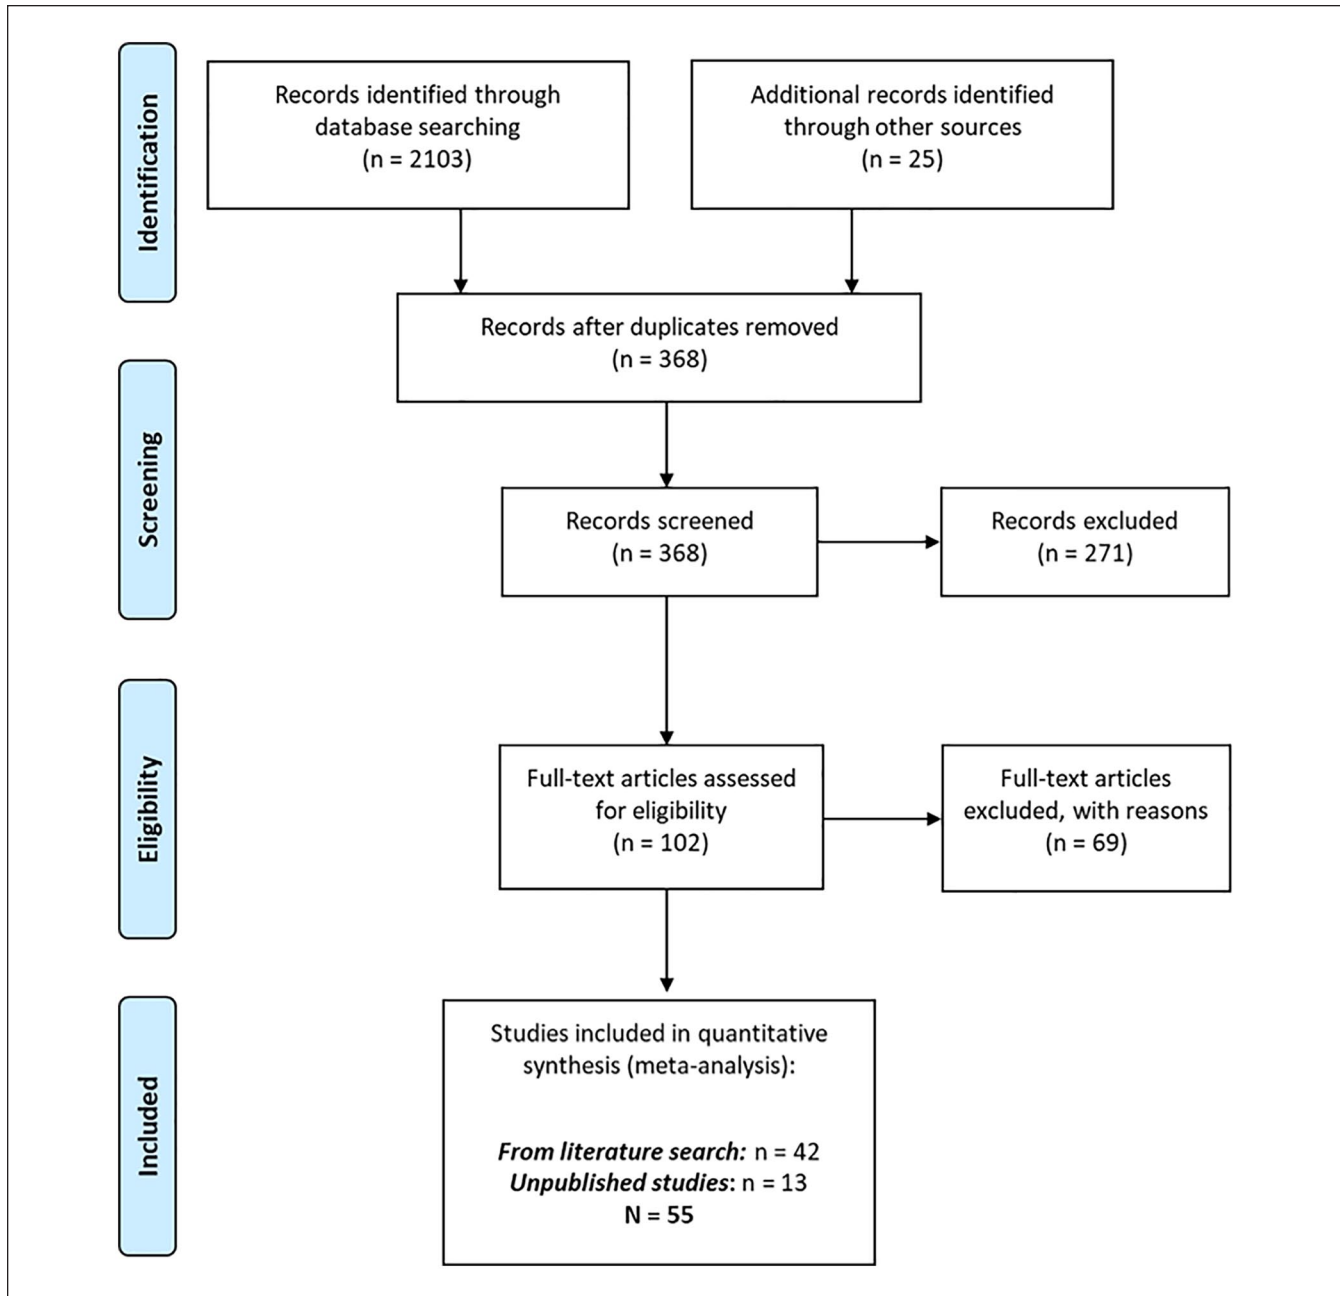 Identification
Records identified through
database searching
(n = 2103)
Additional records identified
through other sources
(n = 25)
Records after duplicates removed
(n = 368)
Screening
Records screened
(n = 368)
Records excluded
(n = 271)
Eligibility
Full-text articles assessed
for eligibility
(n = 102)
Full-text articles
excluded, with reasons
(n = 69)
Included
Studies included in quantitative
synthesis (meta-analysis):
From literature search: n = 42
Unpublished studies: n = 13
N = 55